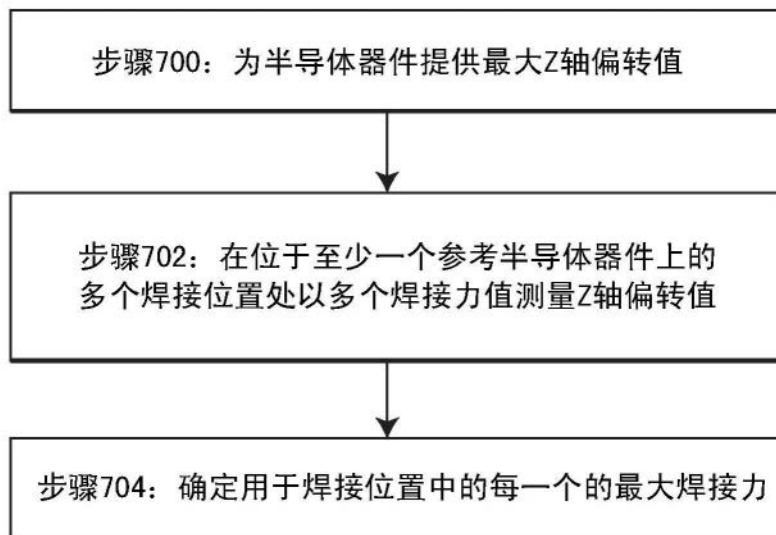 步骤700：为半导体器件提供最大Z轴偏转值
步骤702：在位于至少一个参考半导体器件上的
多个焊接位置处以多个焊接力值测量Z轴偏转值
步骤704：确定用于焊接位置中的每一个的最大焊接力